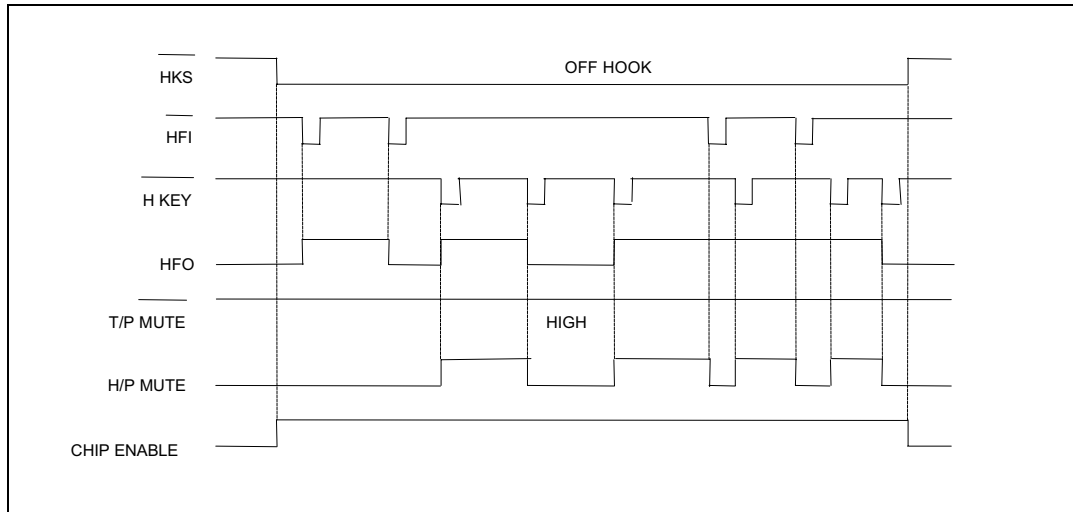 HKS
OFF HOOK
HFI
H KEY
HFO
T/P MUTE
HIGH
H/P MUTE
CHIP ENABLE